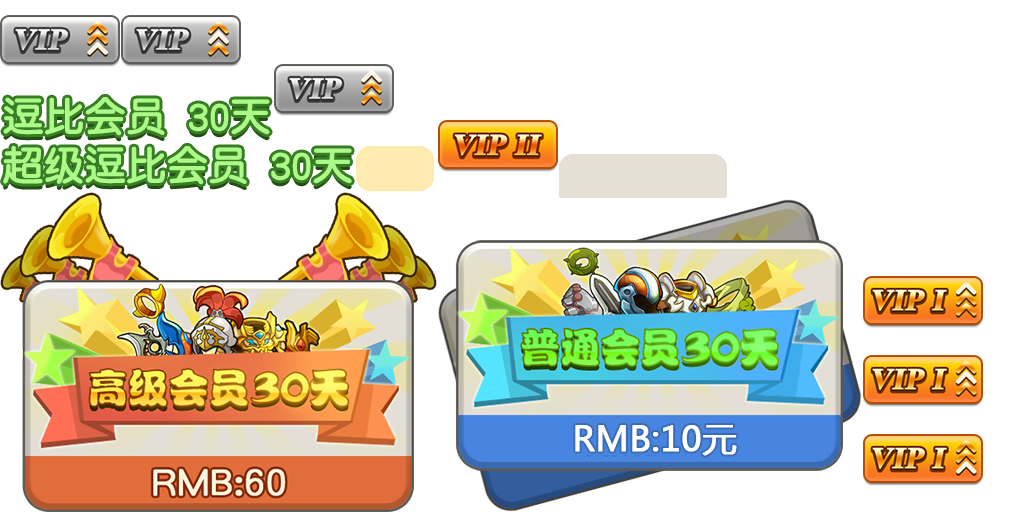 VIP
VIP
VIP
逗比会员 30天
超级逗比会员 30天
VIP II
高级会员30天
RMB:60
普通会员30天
RMB:10元
VIP I
VIP I
VIP I